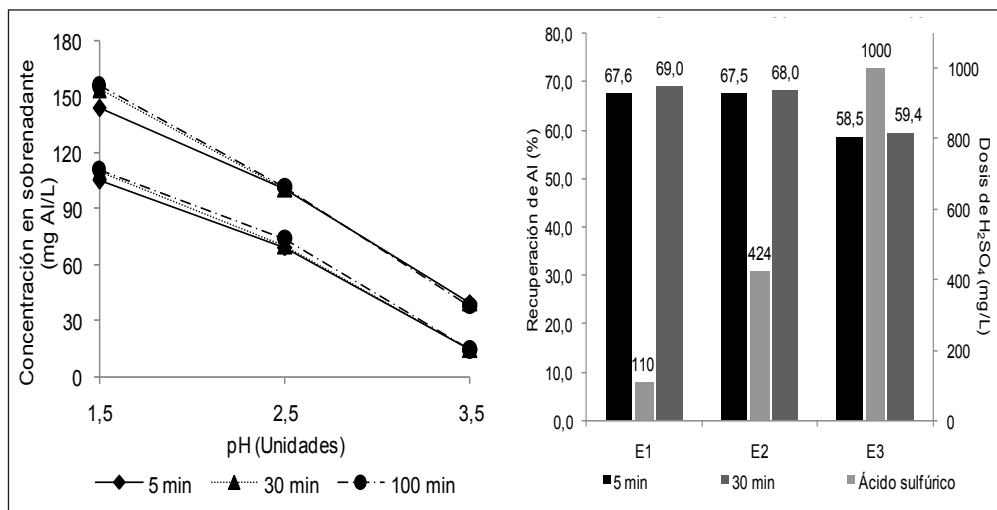 Concentración en sobrenadante
(mg Al/L)
180
150
120
90
60
30
0
1,5
2,5
3,5
pH (Unidades)
5 min
30 min
100 min
Recuperación de Al (%)
80,0
70,0
60,0
50,0
40,0
30,0
20,0
10,0
0,0
67,6
69,0
110
67,5
68,0
424
58,5
1000
59,4
E1
E2
E3
Dosis de H₂SO₄ (mg/L)
1000
800
600
400
200
0
5 min
30 min
Ácido sulfúrico